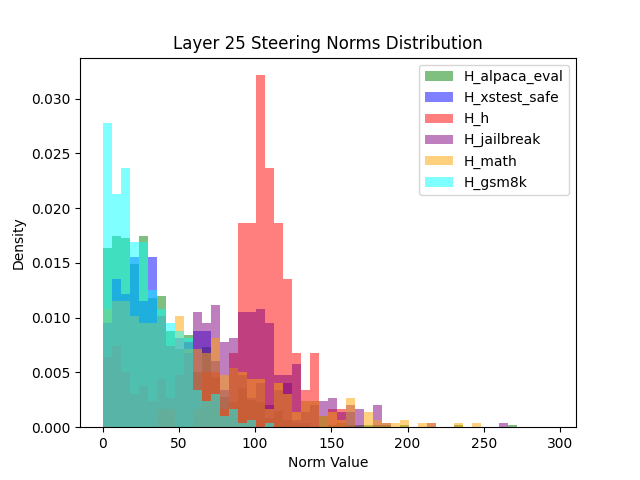 Layer 25 Steering Norms Distribution
H_alpaca_eval
H_xstest_safe
H_h
H_jailbreak
H_math
H_gsm8k
Density
0.030
0.025
0.020
0.015
0.010
0.005
0.000
0 50 100 150 200 250 300
Norm Value